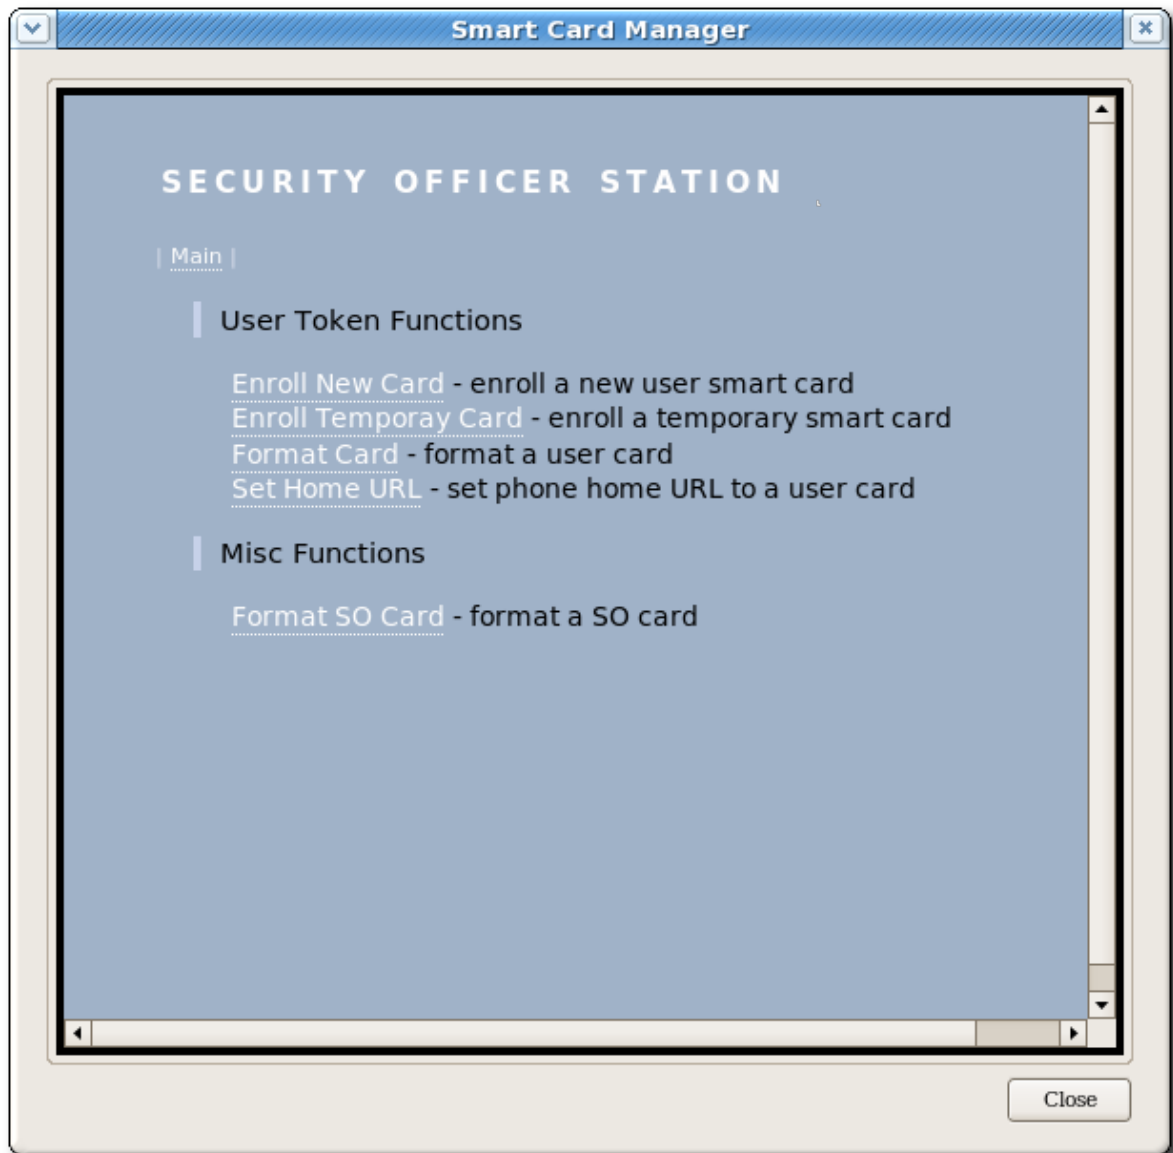 Smart Card Manager
SECURITY OFFICER STATION
| Main |
User Token Functions
Enroll New Card - enroll a new user smart card
Enroll Temporay Card - enroll a temporary smart card
Format Card - format a user card
Set Home URL - set phone home URL to a user card
Misc Functions
Format SO Card - format a SO card
Close